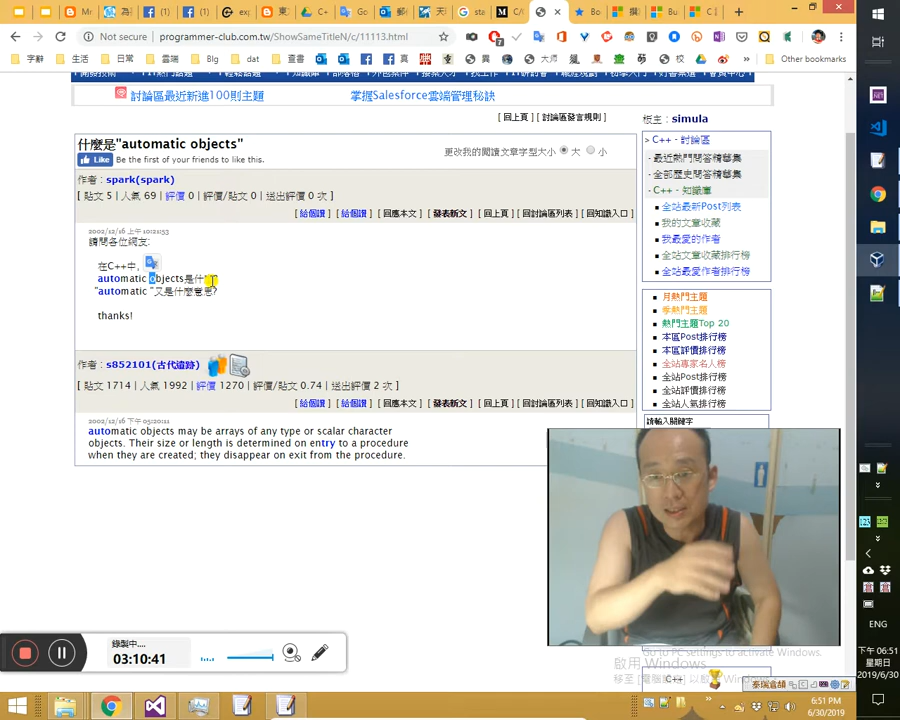 Not secure | programmer-club.com.tw/ShowSameTitleN/c/11113.html
字辭 生活 日常 雲端 Blg dat 查書
Other bookmarks
討論區最近新進100則主題
掌握Salesforce雲端管理秘訣
[ 回上頁 ] [ 討論區發言規則 ]
板主: simula
什麼是"automatic objects"
Like Be the first of your friends to like this.
更改我的閱讀文章字型大小 大 小
作者 : spark(spark)
[ 貼文 5 | 人氣 69 | 評價 0 | 評價/貼文 0 | 送出評價 0 次 ]
[ 給個讚 ] [ 給個讚 ] [ 回應本文 ] [ 發表新文 ] [ 回上頁 ] [ 回討論區列表 ] [ 回知識入口 ]
2002/12/16 上午 10:21:53
請問各位網友:
在C++中,
automatic objects是什
"automatic "又是什麼意思?
thanks!
作者 : s852101(古代遺跡)
[ 貼文 1714 | 人氣 1992 | 評價 1270 | 評價/貼文 0.74 | 送出評價 2 次 ]
[ 給個讚 ] [ 給個讚 ] [ 回應本文 ] [ 發表新文 ] [ 回上頁 ] [ 回討論區列表 ] [ 回知識入口 ]
2002/12/16 下午 05:20:11
automatic objects may be arrays of any type or scalar character
objects. Their size or length is determined on entry to a procedure
when they are created; they disappear on exit from the procedure.
> C++ - 討論區
- 最近熱門問答精華集
- 全部歷史問答精華集
- C++ - 知識庫
全站最新Post列表
我的文章收藏
我最愛的作者
全站文章收藏排行榜
全站最愛作者排行榜
月熱門主題
季熱門主題
熱門主題Top 20
本區Post排行榜
本區評價排行榜
全站專家名人榜
全站Post排行榜
全站評價排行榜
全站人氣排行榜
請輸入關鍵字
錄製中....
03:10:41
Go to PC settings to activate Windows.
啟用 Windows
C++
ENG
下午 06:51
星期日
2019/6/30
6:51 PM
6/30/2019